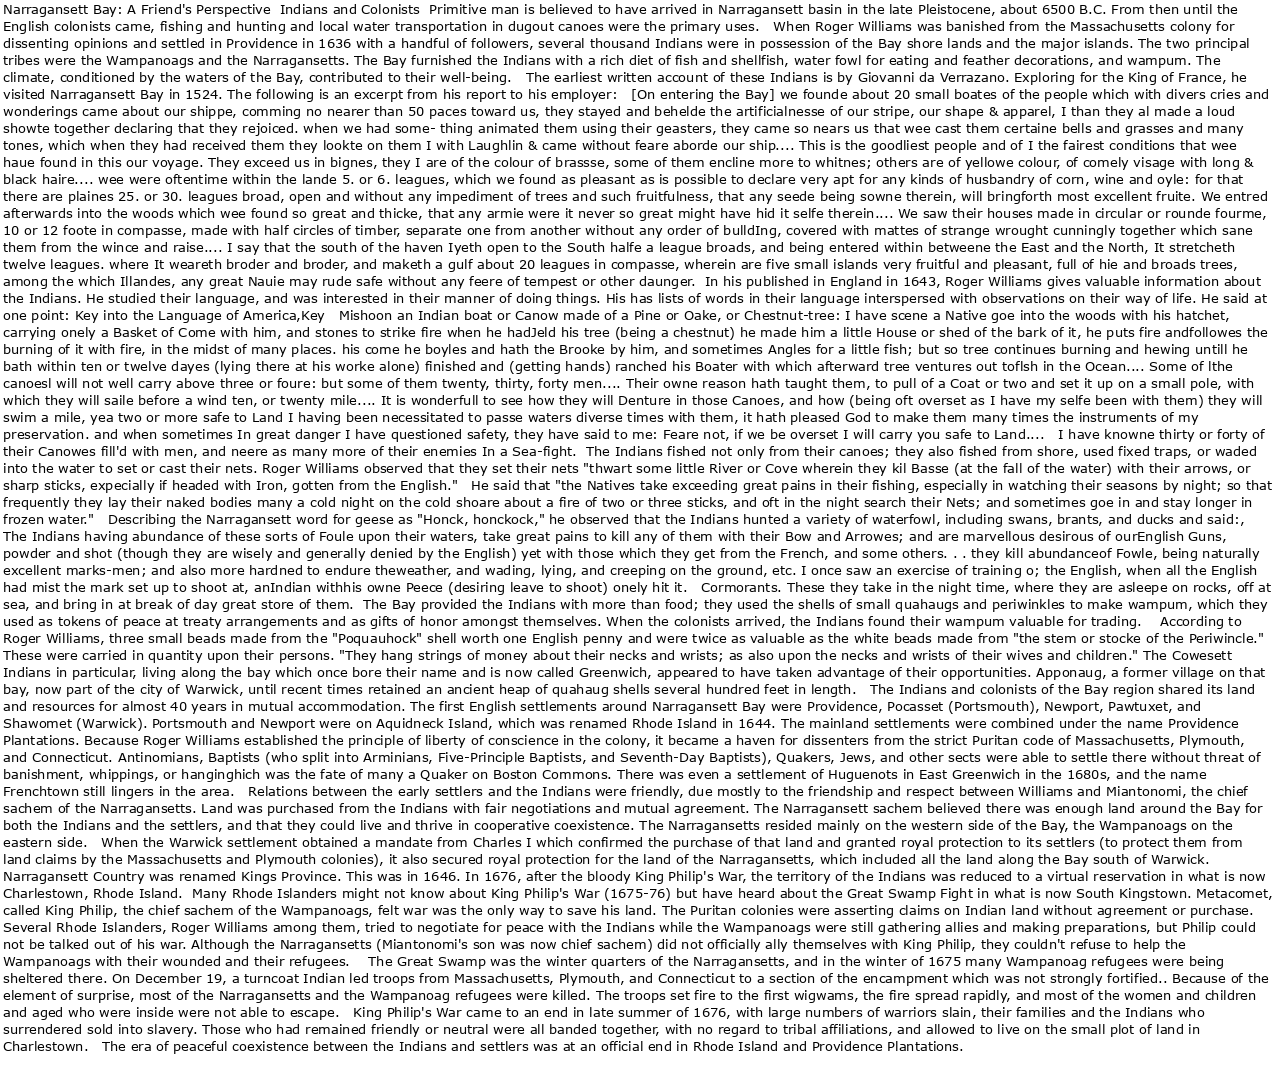 Narragansett Bay: A Friend's Perspective  Indians and Colonists  Primitive man is believed to have arrived in Narragansett basin in the late Pleistocene, about 6500 B.C. From then until the
English colonists came, fishing and hunting and local water transportation in dugout canoes were the primary uses.   When Roger Williams was banished from the Massachusetts colony for
dissenting opinions and settled in Providence in 1636 with a handful of followers, several thousand Indians were in possession of the Bay shore lands and the major islands. The two principal
tribes were the Wampanoags and the Narragansetts. The Bay furnished the Indians with a rich diet of fish and shellfish, water fowl for eating and feather decorations, and wampum. The
climate, conditioned by the waters of the Bay, contributed to their well-being.   The earliest written account of these Indians is by Giovanni da Verrazano. Exploring for the King of France, he
visited Narragansett Bay in 1524. The following is an excerpt from his report to his employer:   [On entering the Bay] we founde about 20 small boates of the people which with divers cries and
wonderings came about our shippe, comming no nearer than 50 paces toward us, they stayed and behelde the artificialnesse of our stripe, our shape & apparel, I than they al made a loud
showte together declaring that they rejoiced. when we had some- thing animated them using their geasters, they came so nears us that wee cast them certaine bells and grasses and many
tones, which when they had received them they lookte on them I with Laughlin & came without feare aborde our ship.... This is the goodliest people and of I the fairest conditions that wee
haue found in this our voyage. They exceed us in bignes, they I are of the colour of brassse, some of them encline more to whitnes; others are of yellowe colour, of comely visage with long &
black haire.... wee were oftentime within the lande 5. or 6. leagues, which we found as pleasant as is possible to declare very apt for any kinds of husbandry of corn, wine and oyle: for that
there are plaines 25. or 30. leagues broad, open and without any impediment of trees and such fruitfulness, that any seede being sowne therein, will bringforth most excellent fruite. We entred
afterwards into the woods which wee found so great and thicke, that any armie were it never so great might have hid it selfe therein.... We saw their houses made in circular or rounde fourme,
10 or 12 foote in compasse, made with half circles of timber, separate one from another without any order of bulldIng, covered with mattes of strange wrought cunningly together which sane
them from the wince and raise.... I say that the south of the haven Iyeth open to the South halfe a league broads, and being entered within betweene the East and the North, It stretcheth
twelve leagues. where It weareth broder and broder, and maketh a gulf about 20 leagues in compasse, wherein are five small islands very fruitful and pleasant, full of hie and broads trees,
among the which Illandes, any great Nauie may rude safe without any feere of tempest or other daunger.  In his published in England in 1643, Roger Williams gives valuable information about
the Indians. He studied their language, and was interested in their manner of doing things. His has lists of words in their language interspersed with observations on their way of life. He said at
one point: Key into the Language of America,Key   Mishoon an Indian boat or Canow made of a Pine or Oake, or Chestnut-tree: I have scene a Native goe into the woods with his hatchet,
carrying onely a Basket of Come with him, and stones to strike fire when he hadJeld his tree (being a chestnut) he made him a little House or shed of the bark of it, he puts fire andfollowes the
burning of it with fire, in the midst of many places. his come he boyles and hath the Brooke by him, and sometimes Angles for a little fish; but so tree continues burning and hewing untill he
bath within ten or twelve dayes (lying there at his worke alone) finished and (getting hands) ranched his Boater with which afterward tree ventures out toflsh in the Ocean.... Some of lthe
canoesl will not well carry above three or foure: but some of them twenty, thirty, forty men.... Their owne reason hath taught them, to pull of a Coat or two and set it up on a small pole, with
which they will saile before a wind ten, or twenty mile.... It is wonderfull to see how they will Denture in those Canoes, and how (being oft overset as I have my selfe been with them) they will
swim a mile, yea two or more safe to Land I having been necessitated to passe waters diverse times with them, it hath pleased God to make them many times the instruments of my
preservation. and when sometimes In great danger I have questioned safety, they have said to me: Feare not, if we be overset I will carry you safe to Land....   I have knowne thirty or forty of
their Canowes fill'd with men, and neere as many more of their enemies In a Sea-fight.  The Indians fished not only from their canoes; they also fished from shore, used fixed traps, or waded
into the water to set or cast their nets. Roger Williams observed that they set their nets "thwart some little River or Cove wherein they kil Basse (at the fall of the water) with their arrows, or
sharp sticks, expecially if headed with Iron, gotten from the English."   He said that "the Natives take exceeding great pains in their fishing, especially in watching their seasons by night; so that
frequently they lay their naked bodies many a cold night on the cold shoare about a fire of two or three sticks, and oft in the night search their Nets; and sometimes goe in and stay longer in
frozen water."   Describing the Narragansett word for geese as "Honck, honckock," he observed that the Indians hunted a variety of waterfowl, including swans, brants, and ducks and said:,
The Indians having abundance of these sorts of Foule upon their waters, take great pains to kill any of them with their Bow and Arrowes; and are marvellous desirous of ourEnglish Guns,
powder and shot (though they are wisely and generally denied by the English) yet with those which they get from the French, and some others. . . they kill abundanceof Fowle, being naturally
excellent marks-men; and also more hardned to endure theweather, and wading, lying, and creeping on the ground, etc. I once saw an exercise of training o; the English, when all the English
had mist the mark set up to shoot at, anIndian withhis owne Peece (desiring leave to shoot) onely hit it.   Cormorants. These they take in the night time, where they are asleepe on rocks, off at
sea, and bring in at break of day great store of them.  The Bay provided the Indians with more than food; they used the shells of small quahaugs and periwinkles to make wampum, which they
used as tokens of peace at treaty arrangements and as gifts of honor amongst themselves. When the colonists arrived, the Indians found their wampum valuable for trading.    According to
Roger Williams, three small beads made from the "Poquauhock" shell worth one English penny and were twice as valuable as the white beads made from "the stem or stocke of the Periwincle."
These were carried in quantity upon their persons. "They hang strings of money about their necks and wrists; as also upon the necks and wrists of their wives and children." The Cowesett
Indians in particular, living along the bay which once bore their name and is now called Greenwich, appeared to have taken advantage of their opportunities. Apponaug, a former village on that
bay, now part of the city of Warwick, until recent times retained an ancient heap of quahaug shells several hundred feet in length.   The Indians and colonists of the Bay region shared its land
and resources for almost 40 years in mutual accommodation. The first English settlements around Narragansett Bay were Providence, Pocasset (Portsmouth), Newport, Pawtuxet, and
Shawomet (Warwick). Portsmouth and Newport were on Aquidneck Island, which was renamed Rhode Island in 1644. The mainland settlements were combined under the name Providence
Plantations. Because Roger Williams established the principle of liberty of conscience in the colony, it became a haven for dissenters from the strict Puritan code of Massachusetts, Plymouth,
and Connecticut. Antinomians, Baptists (who split into Arminians, Five-Principle Baptists, and Seventh-Day Baptists), Quakers, Jews, and other sects were able to settle there without threat of
banishment, whippings, or hanginghich was the fate of many a Quaker on Boston Commons. There was even a settlement of Huguenots in East Greenwich in the 1680s, and the name
Frenchtown still lingers in the area.   Relations between the early settlers and the Indians were friendly, due mostly to the friendship and respect between Williams and Miantonomi, the chief
sachem of the Narragansetts. Land was purchased from the Indians with fair negotiations and mutual agreement. The Narragansett sachem believed there was enough land around the Bay for
both the Indians and the settlers, and that they could live and thrive in cooperative coexistence. The Narragansetts resided mainly on the western side of the Bay, the Wampanoags on the
eastern side.   When the Warwick settlement obtained a mandate from Charles I which confirmed the purchase of that land and granted royal protection to its settlers (to protect them from
land claims by the Massachusetts and Plymouth colonies), it also secured royal protection for the land of the Narragansetts, which included all the land along the Bay south of Warwick.
Narragansett Country was renamed Kings Province. This was in 1646. In 1676, after the bloody King Philip's War, the territory of the Indians was reduced to a virtual reservation in what is now
Charlestown, Rhode Island.  Many Rhode Islanders might not know about King Philip's War (1675-76) but have heard about the Great Swamp Fight in what is now South Kingstown. Metacomet,
called King Philip, the chief sachem of the Wampanoags, felt war was the only way to save his land. The Puritan colonies were asserting claims on Indian land without agreement or purchase.
Several Rhode Islanders, Roger Williams among them, tried to negotiate for peace with the Indians while the Wampanoags were still gathering allies and making preparations, but Philip could
not be talked out of his war. Although the Narragansetts (Miantonomi's son was now chief sachem) did not officially ally themselves with King Philip, they couldn't refuse to help the
Wampanoags with their wounded and their refugees.    The Great Swamp was the winter quarters of the Narragansetts, and in the winter of 1675 many Wampanoag refugees were being
sheltered there. On December 19, a turncoat Indian led troops from Massachusetts, Plymouth, and Connecticut to a section of the encampment which was not strongly fortified.. Because of the
element of surprise, most of the Narragansetts and the Wampanoag refugees were killed. The troops set fire to the first wigwams, the fire spread rapidly, and most of the women and children
and aged who were inside were not able to escape.   King Philip's War came to an end in late summer of 1676, with large numbers of warriors slain, their families and the Indians who
surrendered sold into slavery. Those who had remained friendly or neutral were all banded together, with no regard to tribal affiliations, and allowed to live on the small plot of land in
Charlestown.   The era of peaceful coexistence between the Indians and settlers was at an official end in Rhode Island and Providence Plantations.